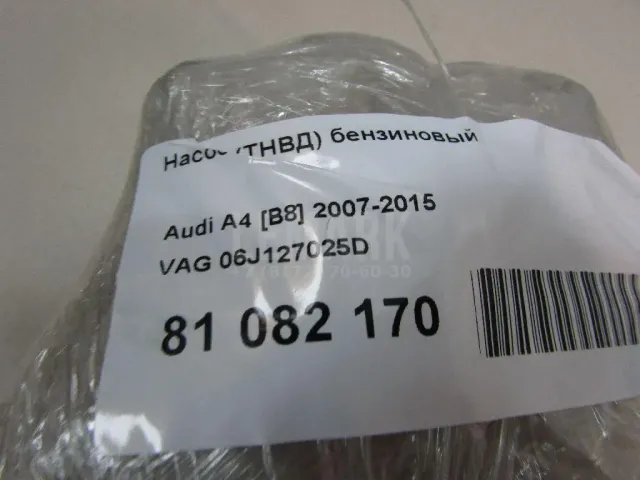 Насос (ТНВД) бензиновый
Audi A4 [B8] 2007-2015
VAG 06J127025D
81 082 170